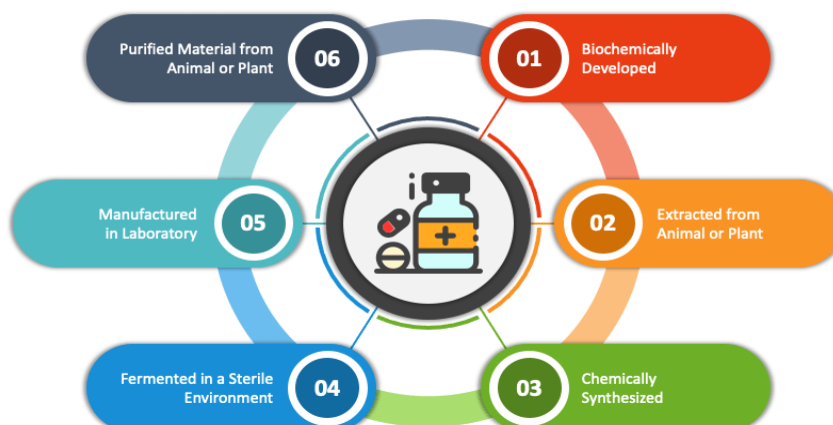 01
Biochemically
Developed
02
Extracted from
Animal or Plant
03
Chemically
Synthesized
04
Fermented in a Sterile
Environment
05
Manufactured
in Laboratory
06
Purified Material from
Animal or Plant